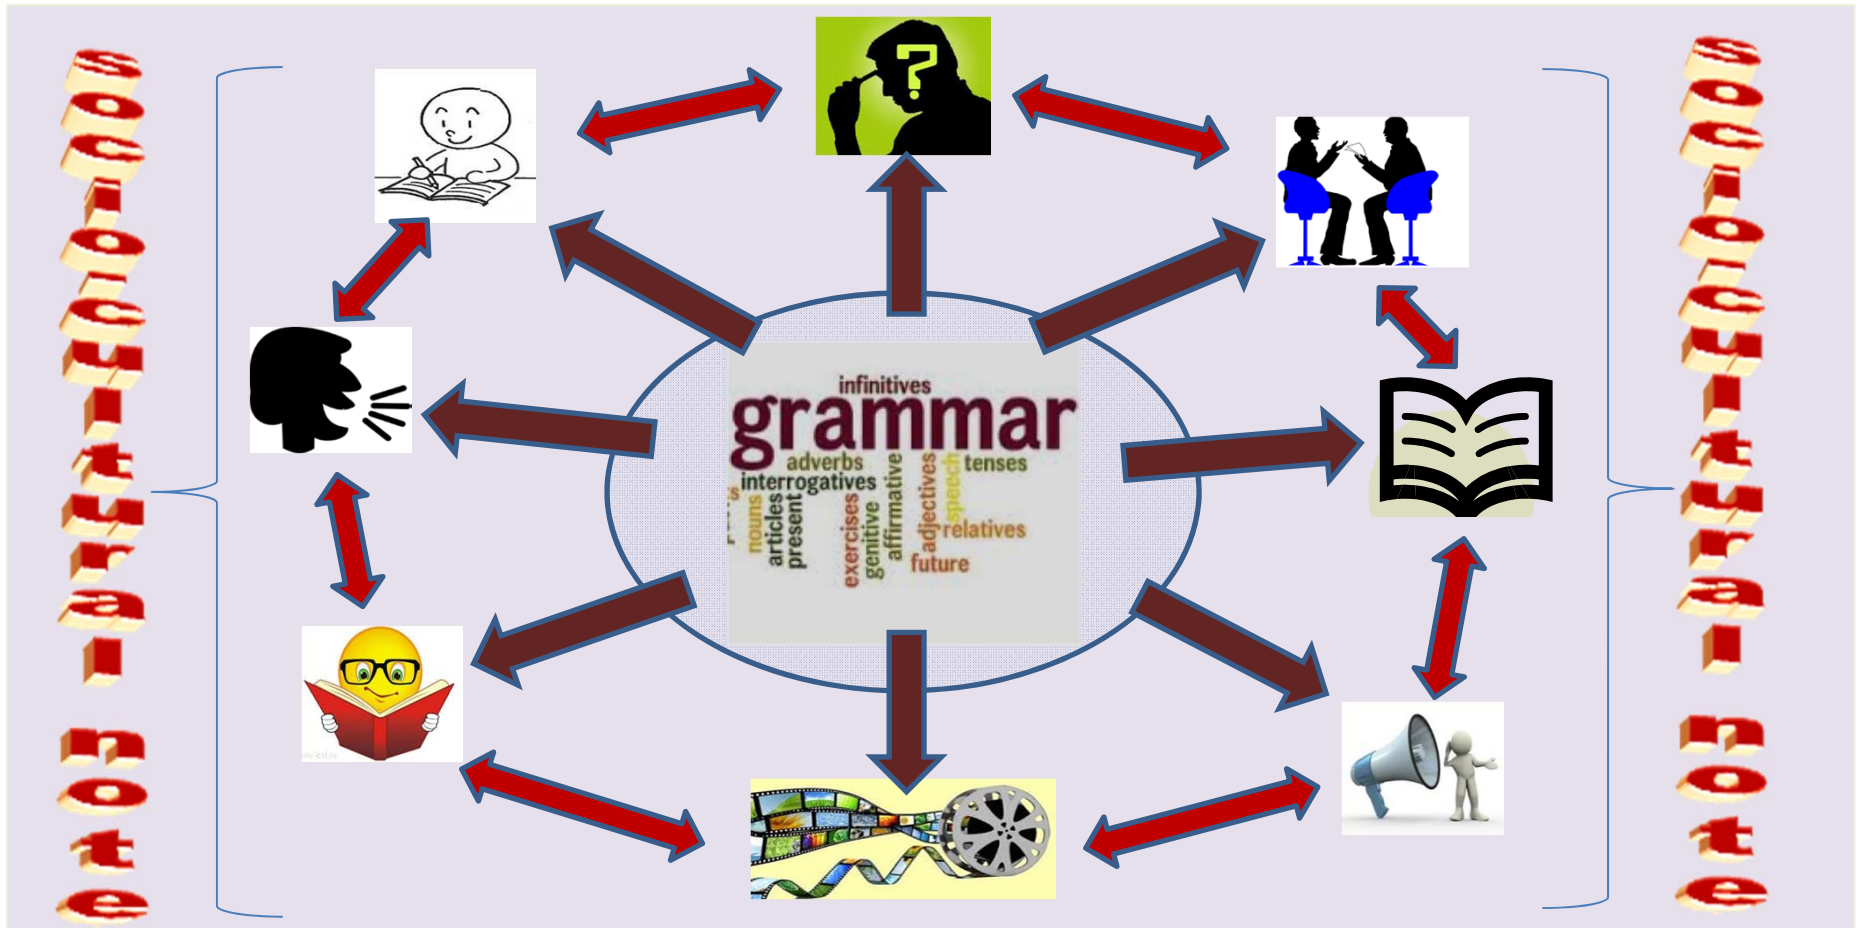 sociocultural note
?
infinitives
grammar
adverbs
tenses
interrogatives
nouns
articles
present
exercises
genitive
affirmative
adjectives
speech
relatives
future
sociocultural note